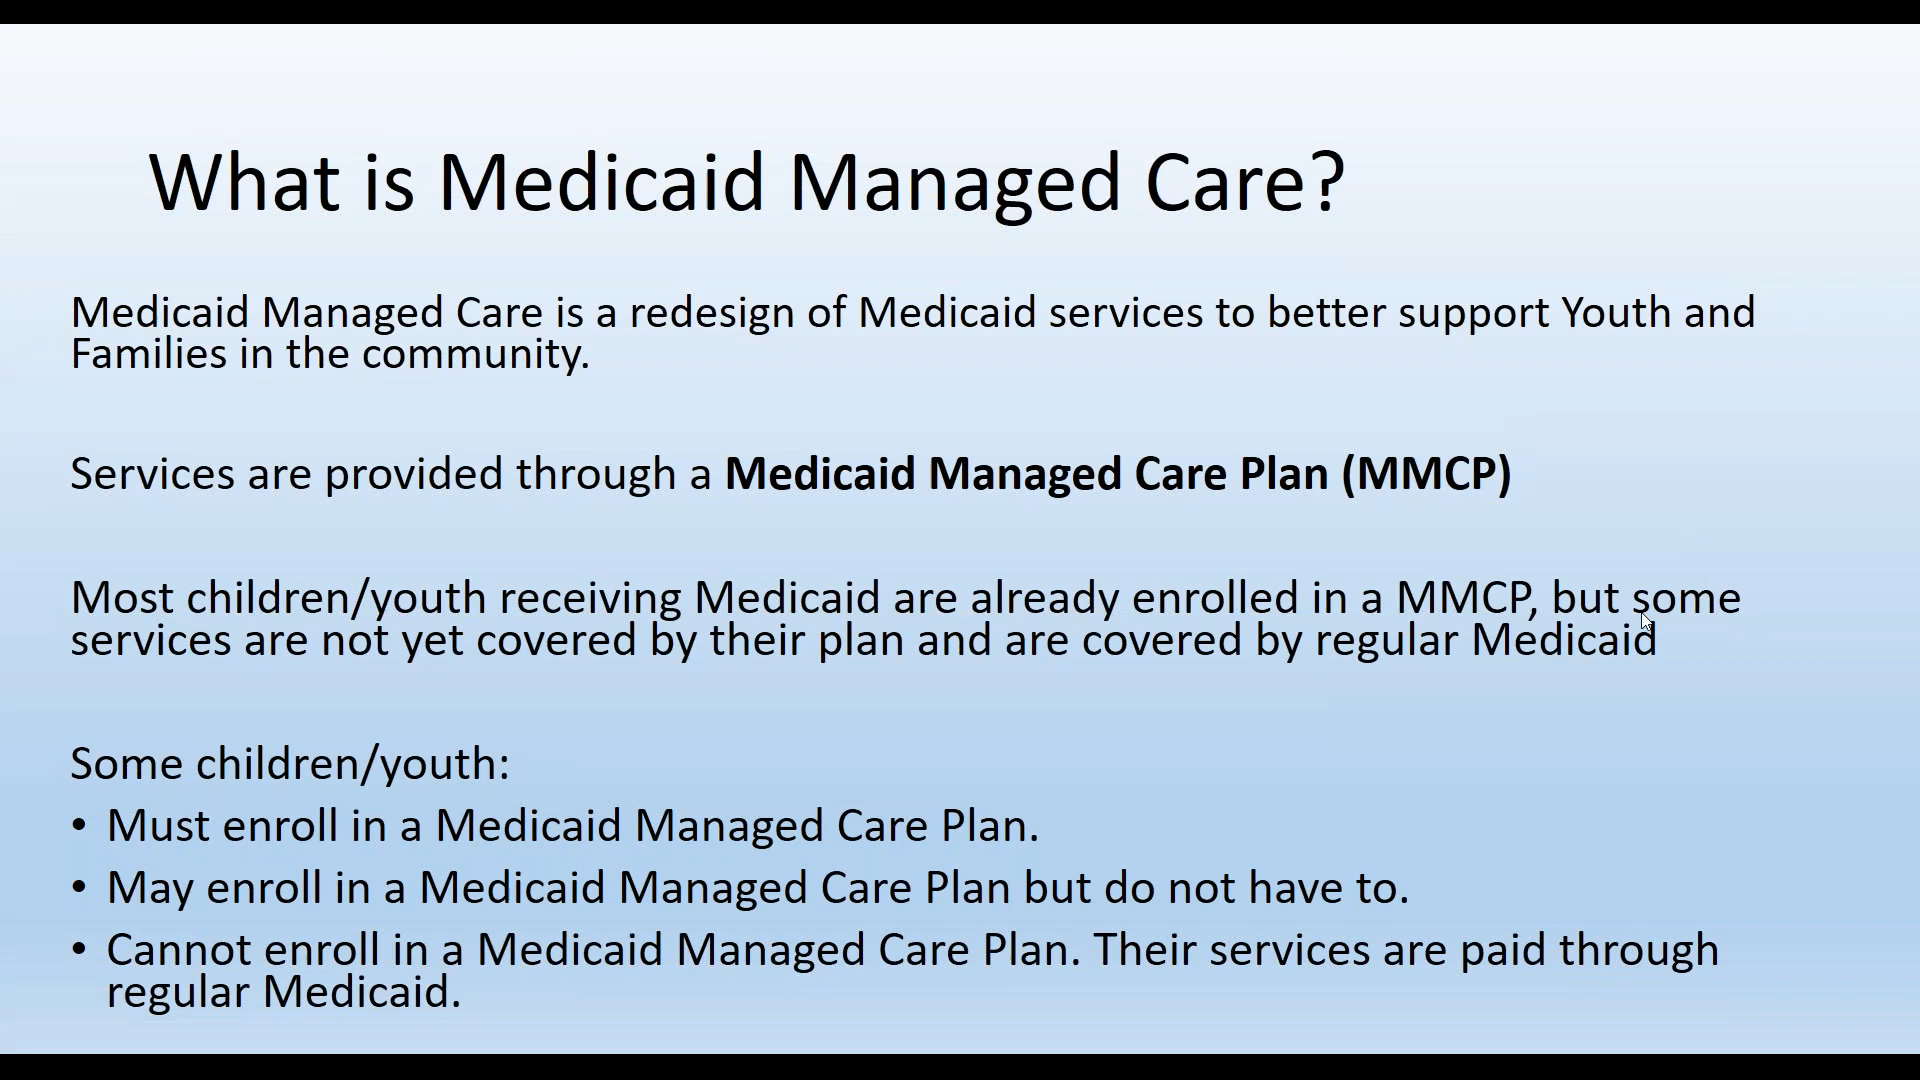 What is Medicaid Managed Care?
Medicaid Managed Care is a redesign of Medicaid services to better support Youth and
Families in the community.
Services are provided through a Medicaid Managed Care Plan (MMCP)
Most children/youth receiving Medicaid are already enrolled in a MMCP, but some
services are not yet covered by their plan and are covered by regular Medicaid
Some children/youth:
• Must enroll in a Medicaid Managed Care Plan.
• May enroll in a Medicaid Managed Care Plan but do not have to.
• Cannot enroll in a Medicaid Managed Care Plan. Their services are paid through
regular Medicaid.